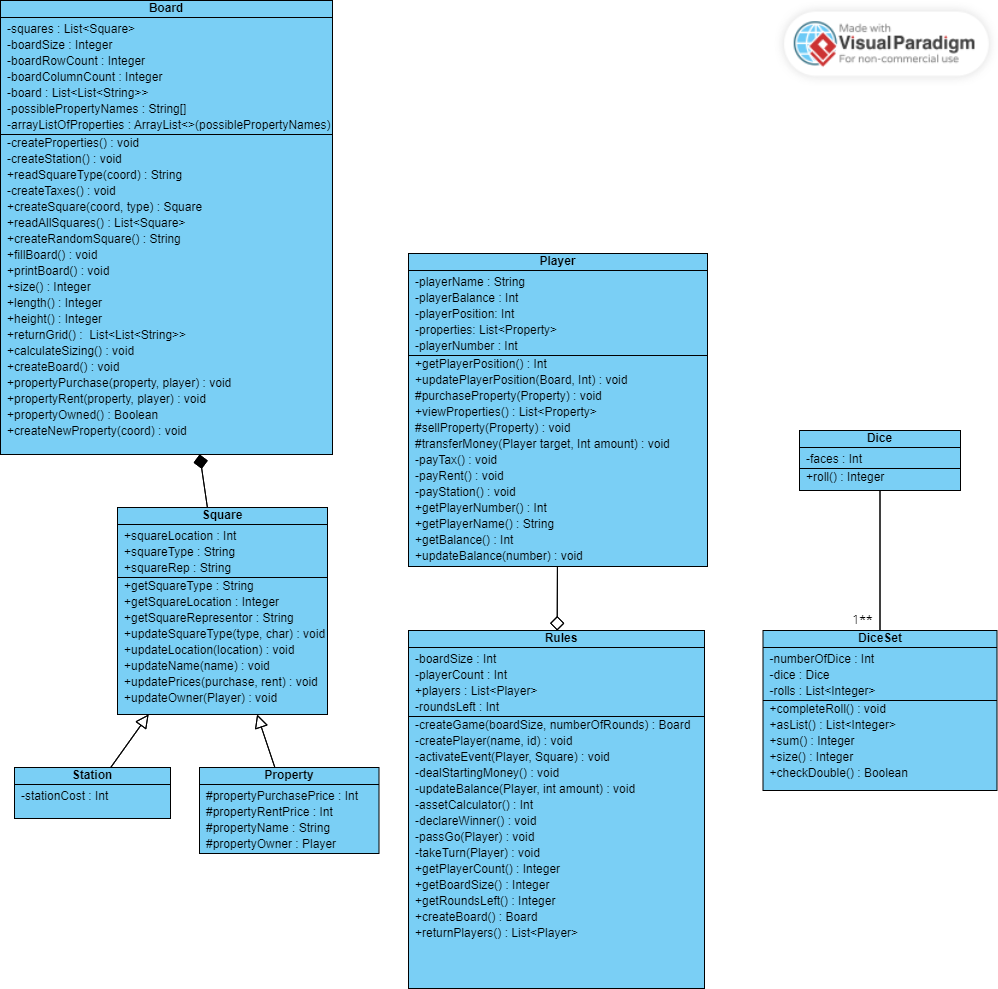 Board
-squares : List<Square>
-boardSize : Integer
-boardRowCount : Integer
-boardColumnCount : Integer
-board : List<List<String>>
-possiblePropertyNames : String[]
-arrayListOfProperties : ArrayList<>(possiblePropertyNames)
-createProperties() : void
-createStation() : void
+readSquareType(coord) : String
-createTaxes() : void
+createSquare(coord, type) : Square
+readAllSquares() : List<Square>
+createRandomSquare() : String
+fillBoard() : void
+printBoard() : void
+size() : Integer
+length() : Integer
+height() : Integer
+returnGrid() : List<List<String>>
+calculateSizing() : void
+createBoard() : void
+propertyPurchase(property, player) : void
+propertyRent(property, player) : void
+propertyOwned() : Boolean
+createNewProperty(coord) : void
Square
+squareLocation : Int
+squareType : String
+squareRep : String
+getSquareType : String
+getSquareLocation : Integer
+getSquareRepresentor : String
+updateSquareType(type, char) : void
+updateLocation(location) : void
+updateName(name) : void
+updatePrices(purchase, rent) : void
+updateOwner(Player) : void
Station
-stationCost : Int
Property
#propertyPurchasePrice : Int
#propertyRentPrice : Int
#propertyName : String
#propertyOwner : Player
Player
-playerName : String
-playerBalance : Int
-playerPosition: Int
-properties: List<Property>
-playerNumber : Int
+getPlayerPosition() : Int
+updatePlayerPosition(Board, Int) : void
#purchaseProperty(Property) : void
+viewProperties() : List<Property>
#sellProperty(Property) : void
#transferMoney(Player target, Int amount) : void
-payTax() : void
-payRent() : void
-payStation() : void
+getPlayerNumber() : Int
+getPlayerName() : String
+getBalance() : Int
+updateBalance(number) : void
Rules
-boardSize : Int
-playerCount : Int
+players : List<Player>
-roundsLeft : Int
-createGame(boardSize, numberOfRounds) : Board
-createPlayer(name, id) : void
-activateEvent(Player, Square) : void
-dealStartingMoney() : void
-updateBalance(Player, int amount) : void
-assetCalculator() : Int
-declareWinner() : void
-passGo(Player) : void
-takeTurn(Player) : void
+getPlayerCount() : Integer
+getBoardSize() : Integer
+getRoundsLeft() : Integer
+createBoard() : Board
+returnPlayers() : List<Player>
Made with
Visual Paradigm
For non-commercial use
Dice
-faces : Int
+roll() : Integer
1**
DiceSet
-numberOfDice : Int
-dice : Dice
-rolls : List<Integer>
+completeRoll() : void
+asList() : List<Integer>
+sum() : Integer
+size() : Integer
+checkDouble() : Boolean